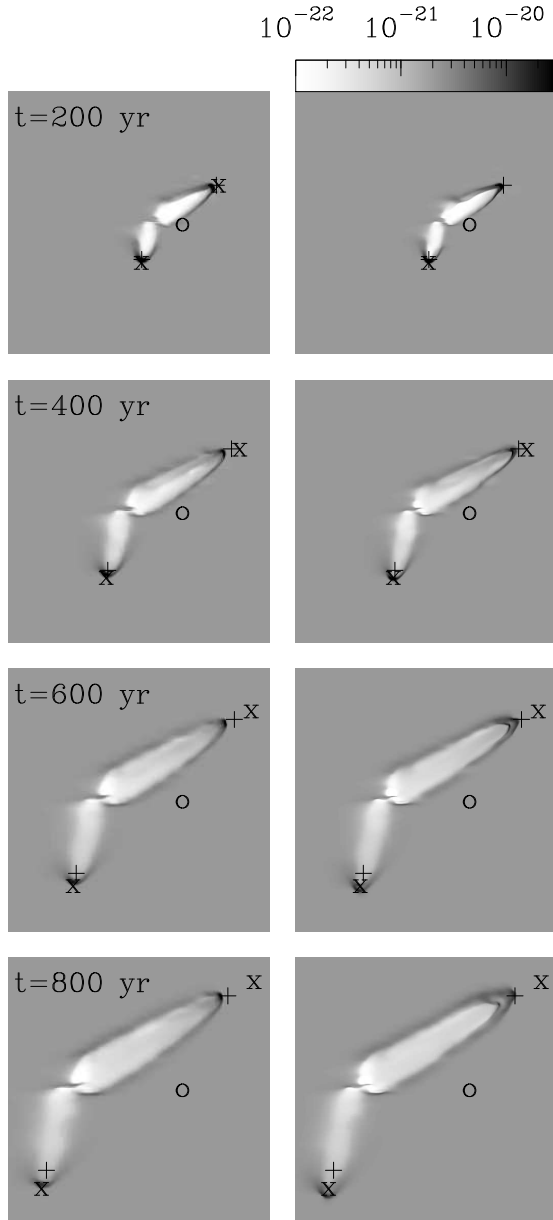 10⁻²² 10⁻²¹ 10⁻²⁰
t=200 yr
x
+
o
x
+
o
x
t=400 yr
+x
+x
o
o
x
x
t=600 yr
+ x
+ x
o
o
+
x
+
x
t=800 yr
+ x
+ x
o
o
+
x
+
x